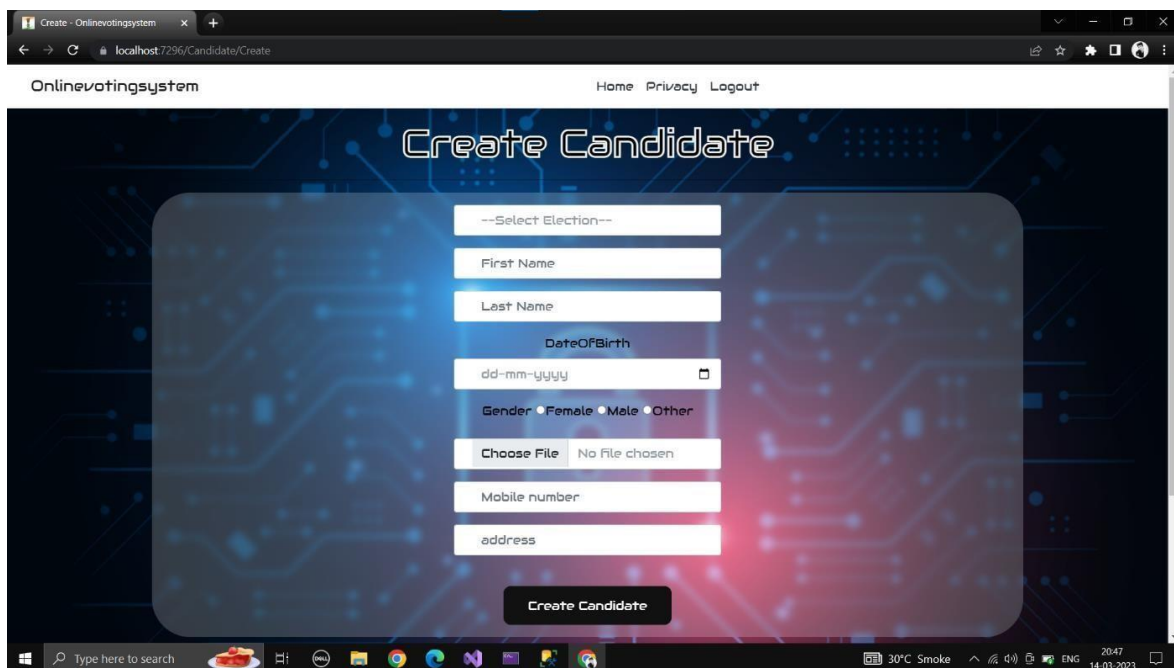 Create - Onlinevotingsystem
localhost:7296/Candidate/Create
Onlinevotingsystem Home Privacy Logout
Create Candidate
--Select Election--
First Name
Last Name
DateOfBirth
dd-mm-yyyy
Gender Female Male Other
Choose File No file chosen
Mobile number
address
Create Candidate
Type here to search DELL 30°C Smoke ENG 20:47
14-03-2023